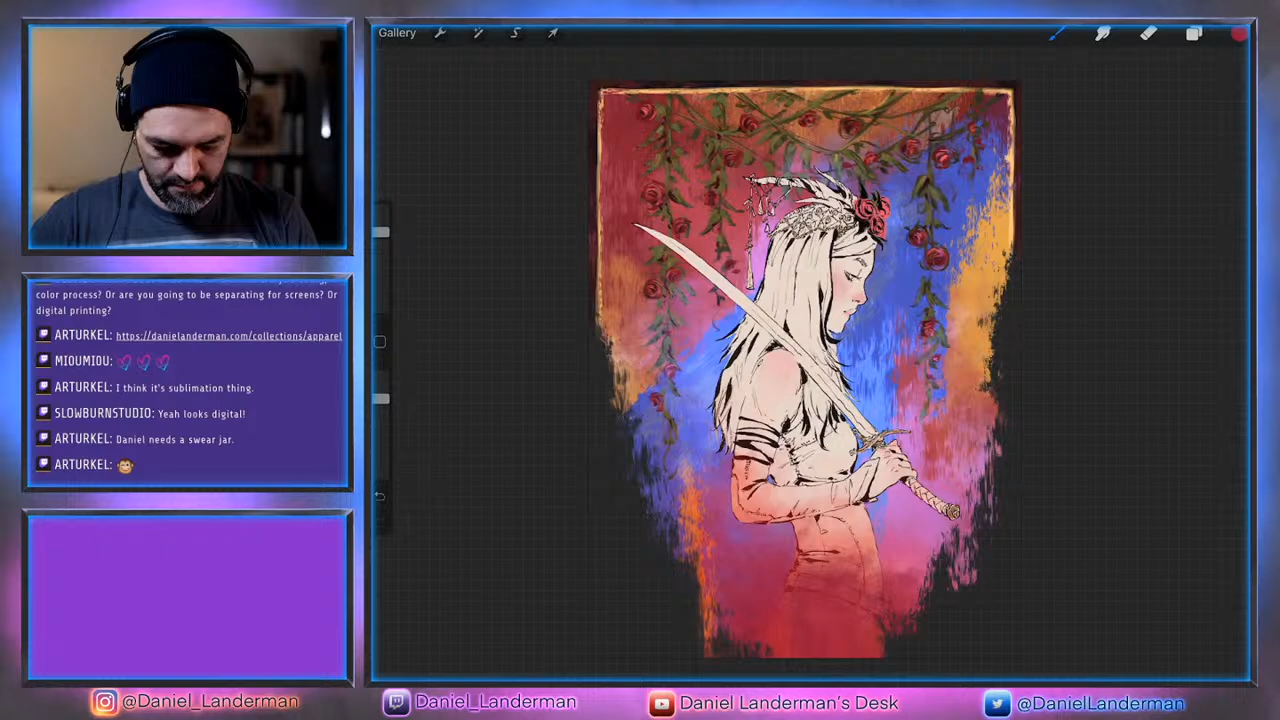 Gallery
color process? Or are you going to be separating for screens? Or
digital printing?
ARTURKEL: https://danielanderman.com/collections/apparel
MIOUMIOU:
ARTURKEL: I think it's sublimation thing.
SLOWBURNSTUDIO: Yeah looks digital!
ARTURKEL: Daniel needs a swear jar.
ARTURKEL:
@Daniel_Landerman
Daniel_Landerman
Daniel Landerman's Desk
@DanielLanderman